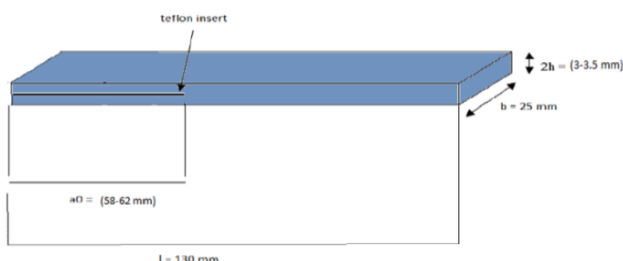 teflon insert
2h = (3-3.5 mm)
b = 25 mm
a0 = (58-62 mm)
l = 130 mm